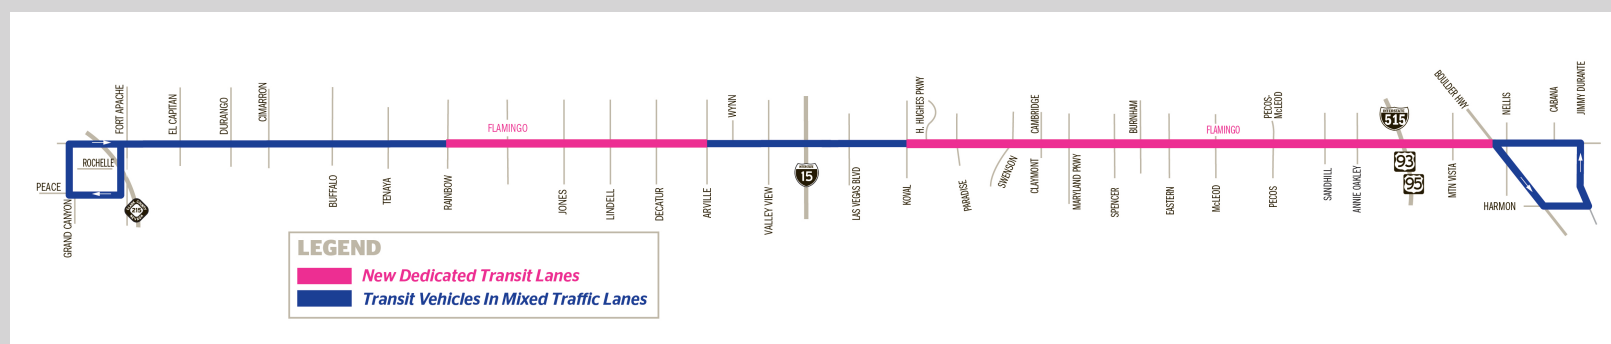 FORT APACHE
EL CAPITAN
DURANGO
CIMARRON
FLAMINGO
WYNN
H. HUGHES PKWY
CAMBRIDGE
BURNHAM
FLAMINGO
PECOS-
McLEOD
INTERSTATE
515
BOULDER HWY
NELLIS
CABANA
JIMMY DURANTE
ROCHELLE
PEACE
GRAND CANYON
215
BUFFALO
TENAYA
RAINBOW
JONES
LINDELL
DECATUR
ARVILLE
VALLEY VIEW
15
LAS VEGAS BLVD
KOVAL
PARADISE
SWENSON
CLAYMONT
MARYLAND PKWY
SPENCER
EASTERN
McLEOD
PECOS
SANDHILL
ANNIE OAKLEY
93
95
MTN VISTA
HARMON
LEGEND
New Dedicated Transit Lanes
Transit Vehicles In Mixed Traffic Lanes